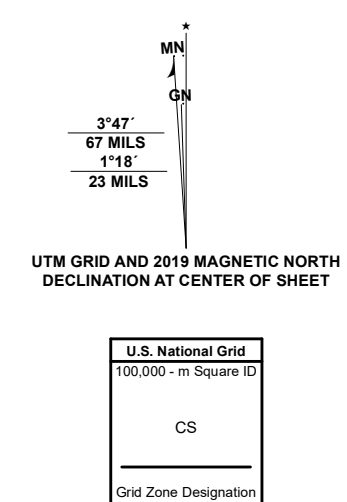 MN
GN
3°47´
67 MILS
1°18´
23 MILS
UTM GRID AND 2019 MAGNETIC NORTH
DECLINATION AT CENTER OF SHEET
U.S. National Grid
100,000 - m Square ID
CS
Grid Zone Designation